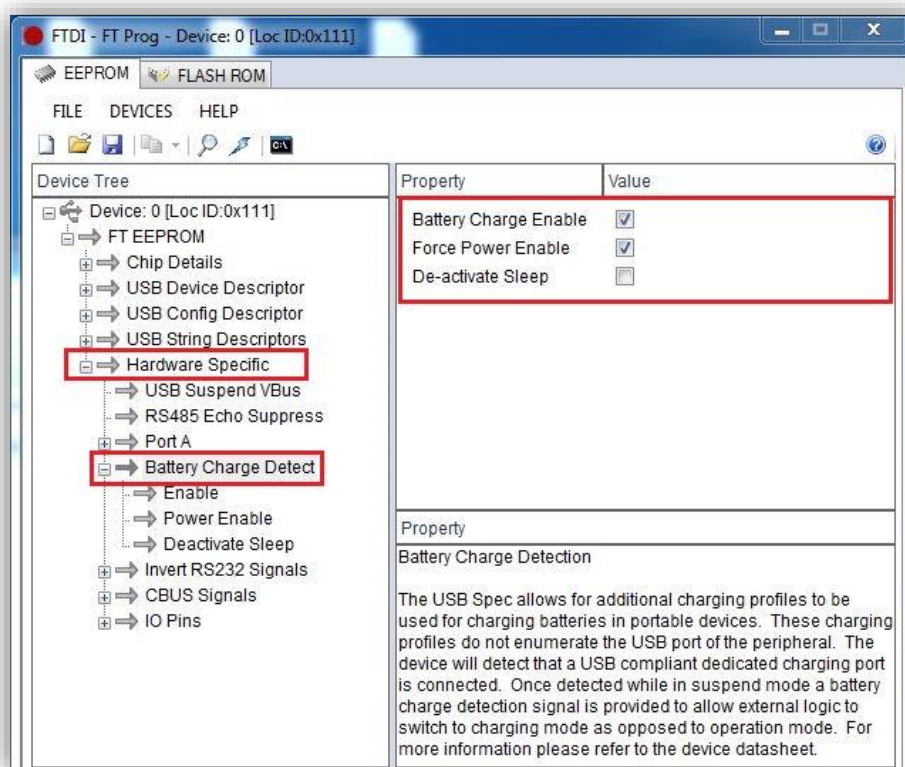 FTDI - FT Prog - Device: 0 [Loc ID:0x111]
EEPROM
FLASH ROM
FILE DEVICES HELP
Device Tree
Device: 0 [Loc ID:0x111]
FT EEPROM
Chip Details
USB Device Descriptor
USB Config Descriptor
USB String Descriptors
Hardware Specific
USB Suspend VBus
RS485 Echo Suppress
Port A
Battery Charge Detect
Enable
Power Enable
Deactivate Sleep
Invert RS232 Signals
CBUS Signals
IO Pins
Property Value
Battery Charge Enable
Force Power Enable
De-activate Sleep
Property
Battery Charge Detection
The USB Spec allows for additional charging profiles to be
used for charging batteries in portable devices. These charging
profiles do not enumerate the USB port of the peripheral. The
device will detect that a USB compliant dedicated charging port
is connected. Once detected while in suspend mode a battery
charge detection signal is provided to allow external logic to
switch to charging mode as opposed to operation mode. For
more information please refer to the device datasheet.